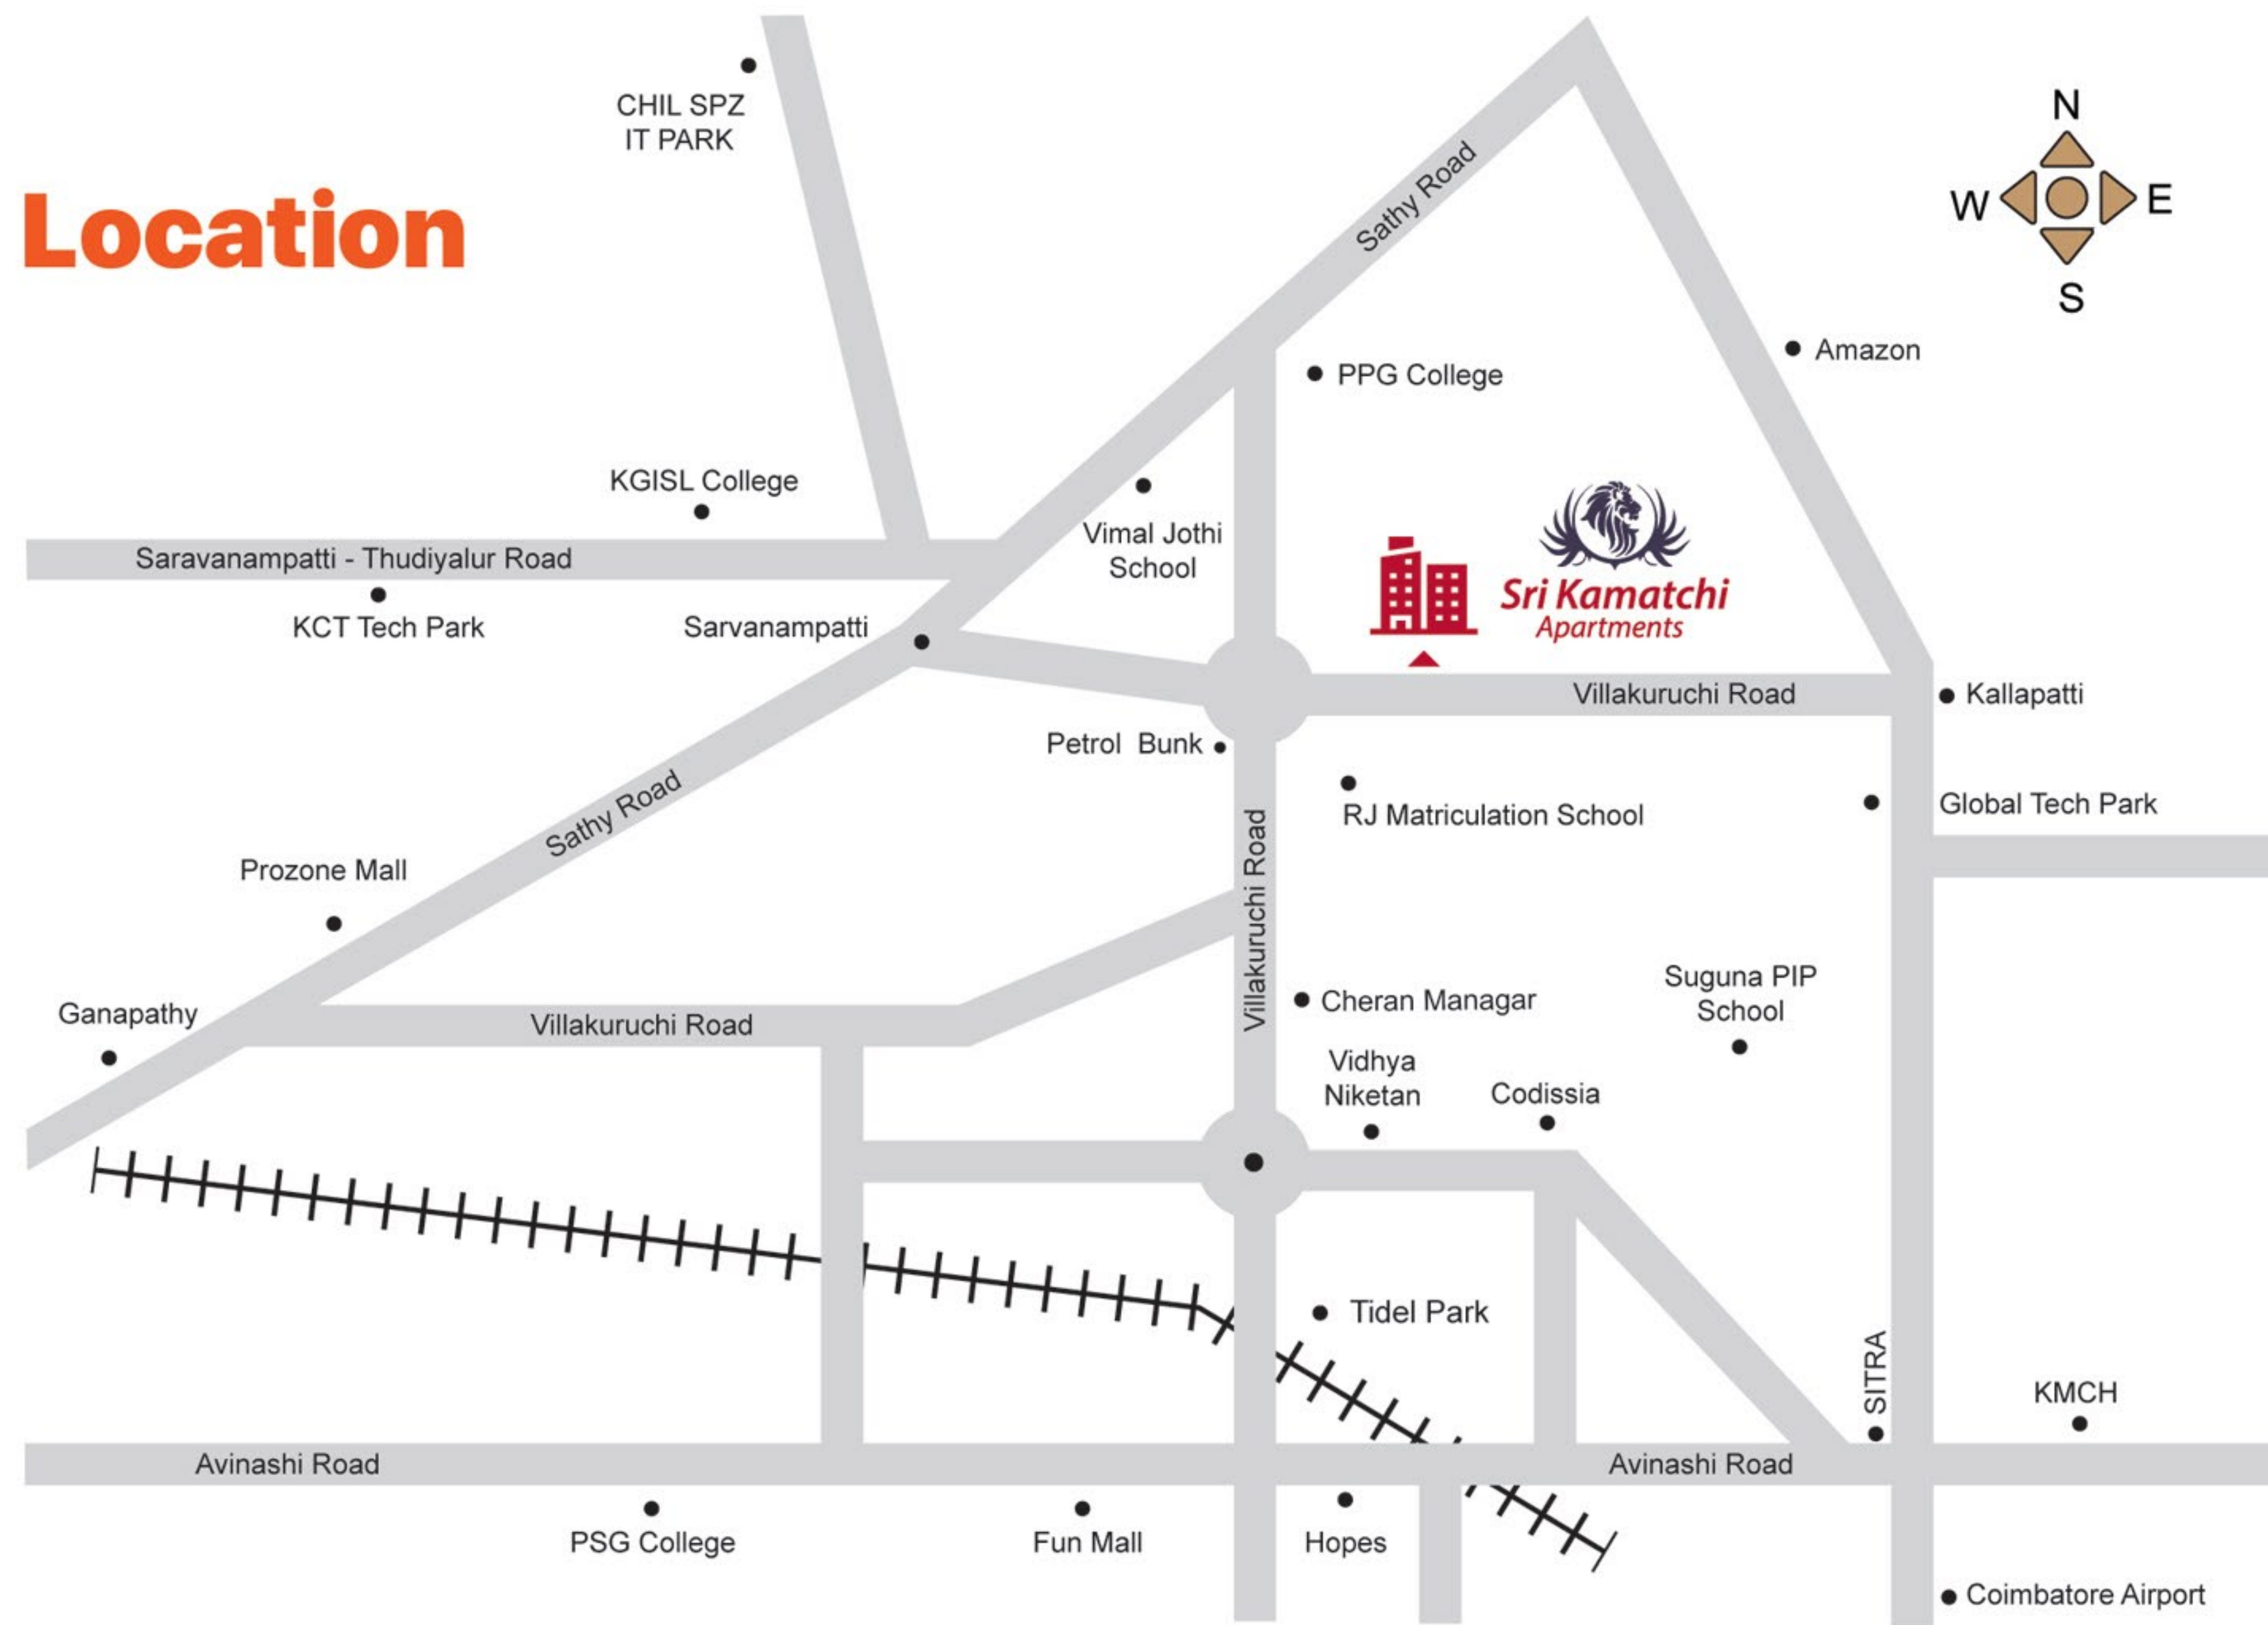 CHIL SPZ
IT PARK
N
W
E
S
Location
Sathy Road
Amazon
PPG College
KGISL College
Vimal Jothi
School
Saravanampatti - Thudiyalur Road
KCT Tech Park
Sarvanampatti
Sri Kamatchi
Apartments
Villakuruchi Road
Kallapatti
Petrol Bunk
RJ Matriculation School
Global Tech Park
Sathy Road
Prozone Mall
Villakuruchi Road
Ganapathy
Villakuruchi Road
Cheran Managar
Suguna PIP
School
Vidhya
Niketan
Codissia
Tidel Park
SITRA
KMCH
Avinashi Road
Avinashi Road
PSG College
Fun Mall
Hopes
Coimbatore Airport